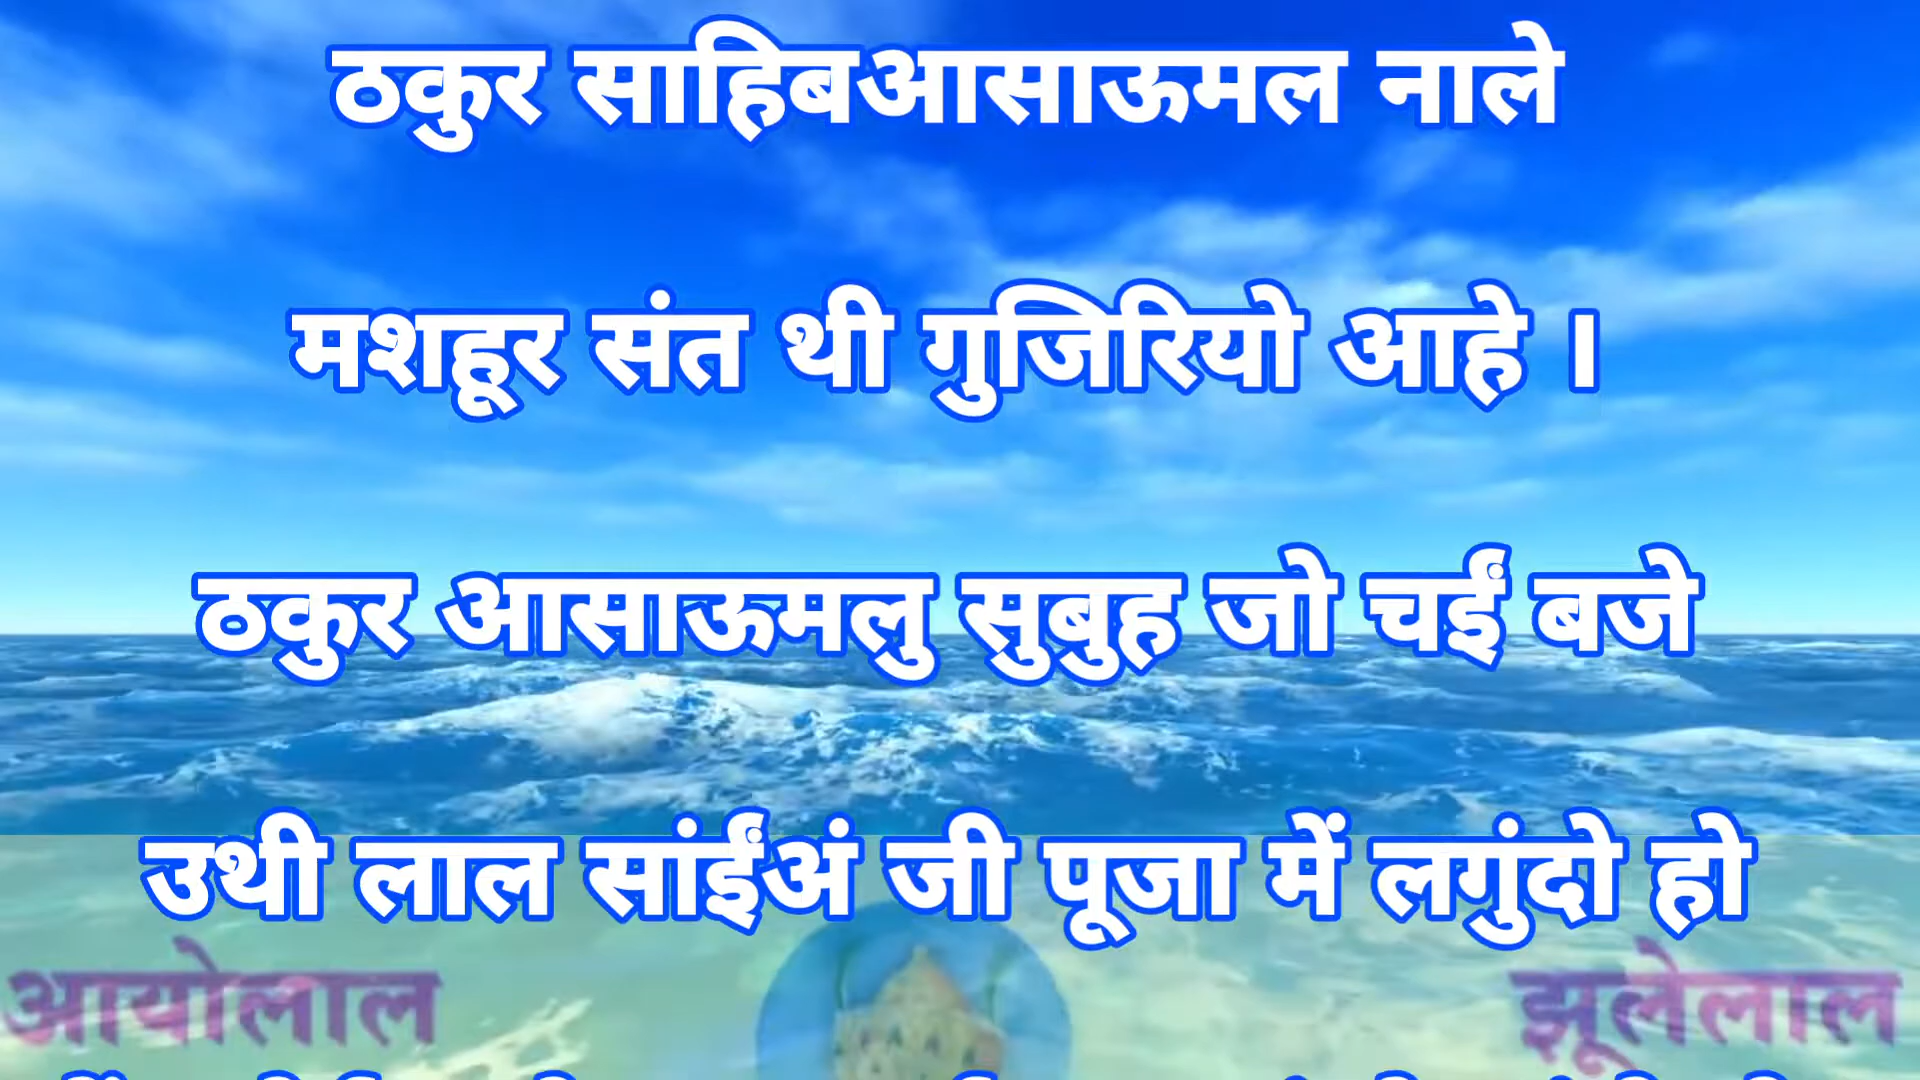 ठकुर साहिबआसाऊमल नाले
मशहूर संत थी गुजिरियो आहे ।
ठकुर आसाऊमलु सुबुह जो चईं बजे
उथी लाल सांईंअं जी पूजा में लगुंदो हो
आयोलाल
झूलेलाल